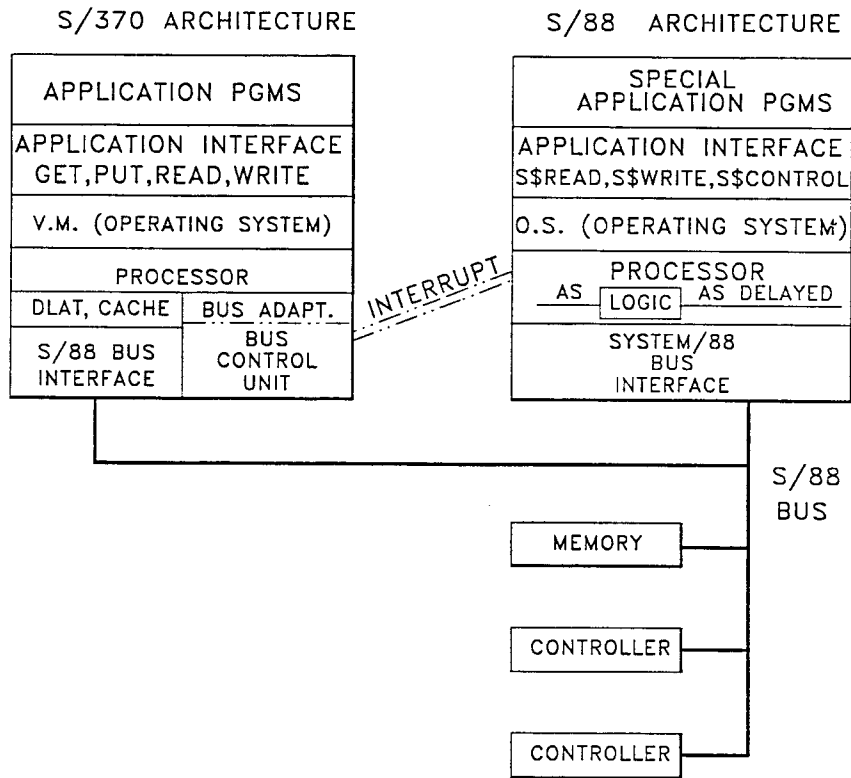 S/370 ARCHITECTURE
APPLICATION PGMS
APPLICATION INTERFACE
GET,PUT,READ,WRITE
V.M. (OPERATING SYSTEM)
PROCESSOR
DLAT, CACHE
S/88 BUS
INTERFACE
BUS ADAPT.
BUS
CONTROL
UNIT
INTERRUPT
S/88 ARCHITECTURE
SPECIAL
APPLICATION PGMS
APPLICATION INTERFACE
S$READ,S$WRITE,S$CONTROL
O.S. (OPERATING SYSTEM)
PROCESSOR
AS LOGIC AS DELAYED
SYSTEM/88
BUS
INTERFACE
S/88
BUS
MEMORY
CONTROLLER
CONTROLLER